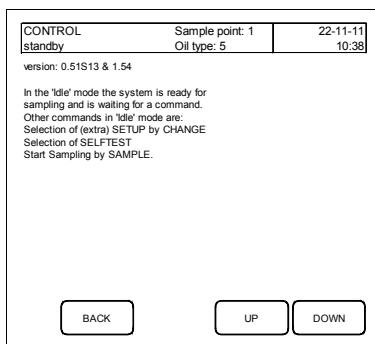 CONTROL Sample point: 1 22-11-11
standby Oil type: 5 10:38
version: 0.51S13 & 1.54
In the 'Idle' mode the system is ready for
sampling and is waiting for a command.
Other commands in 'Idle' mode are:
Selection of (extra) SETUP by CHANGE
Selection of SELFTEST
Start Sampling by SAMPLE.
BACK UP DOWN